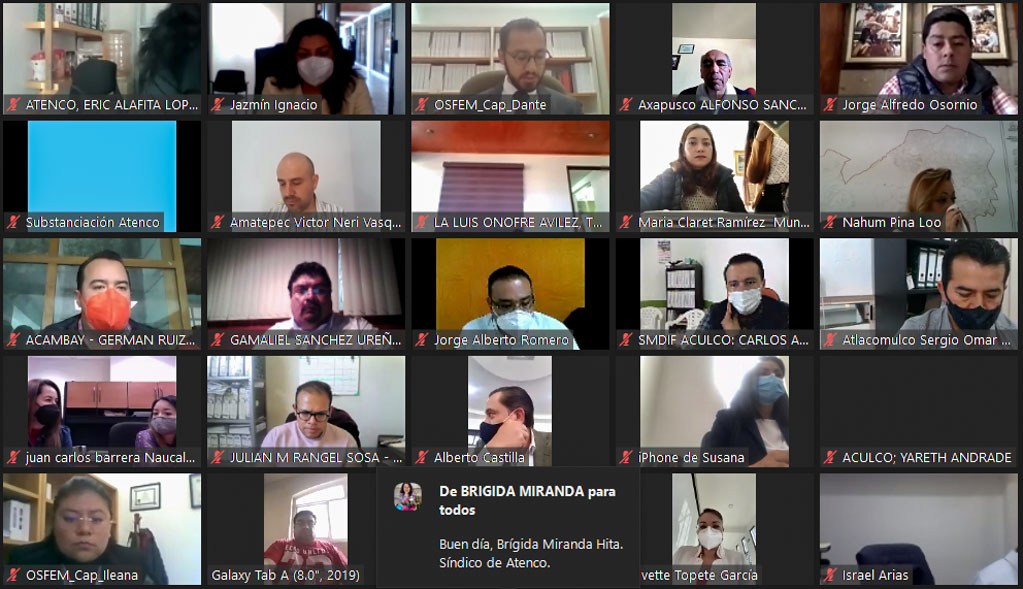 ATENCO, ERIC ALAFITA LOP...
Jazmín Ignacio
OSFEM_Cap_Dante
Axapusco ALFONSO SANC...
Jorge Alfredo Osornio
Substanciación Atenco
Amatepec Victor Neri Vasq...
LA LUIS ONOFRE AVILEZ, T...
Maria Claret Ramírez_Mun...
Nahum Pina Loo
ACAMBAY - GERMAN RUIZ...
GAMALIEL SANCHEZ UREÑ...
Jorge Alberto Romero
SMDIF ACULCO: CARLOS A...
Atlacomulco Sergio Omar ...
juan carlos barrera Naucal...
JULIAN M RANGEL SOSA - ...
Alberto Castilla
iPhone de Susana
ACULCO; YARETH ANDRADE
OSFEM_Cap_Ileana
Galaxy Tab A (8.0", 2019)
De BRIGIDA MIRANDA para
todos
Buen día, Brígida Miranda Hita.
Síndico de Atenco.
vette Topete García
Israel Arias